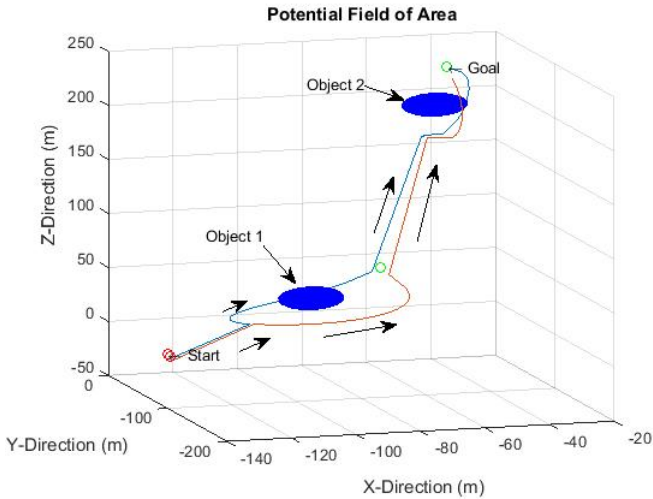 Potential Field of Area
250
200
150
100
50
0
-50
Z-Direction (m)
Object 2
Goal
Object 1
Start
0
-100
-200
Y-Direction (m)
-140
-120
-100
-80
-60
-40
-20
X-Direction (m)